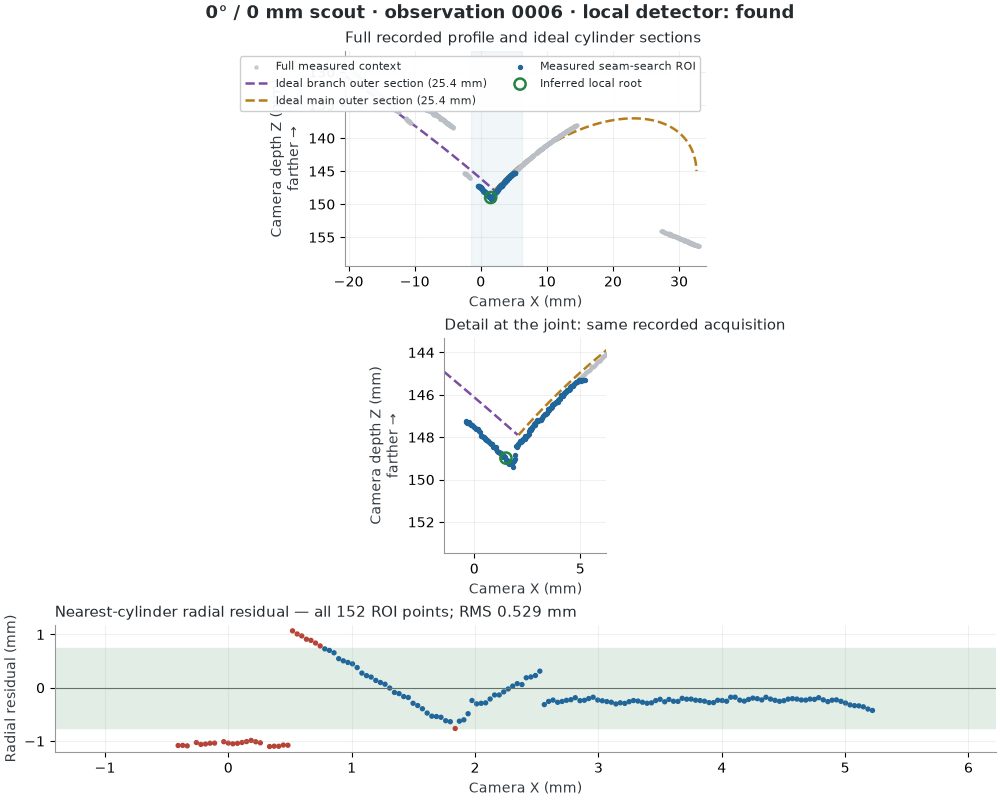 0° / 0 mm scout · observation 0006 · local detector: found
Full recorded profile and ideal cylinder sections
Full measured context
Ideal branch outer section (25.4 mm)
Ideal main outer section (25.4 mm)
Measured seam-search ROI
Inferred local root
Camera depth Z (
farther →
140
145
150
155
−20
−10
0
10
20
30
Camera X (mm)
Detail at the joint: same recorded acquisition
Camera depth Z (mm)
farther →
144
146
148
150
152
0
5
Camera X (mm)
Nearest-cylinder radial residual — all 152 ROI points; RMS 0.529 mm
Radial residual (mm)
1
0
−1
−1
0
1
2
3
4
5
6
Camera X (mm)